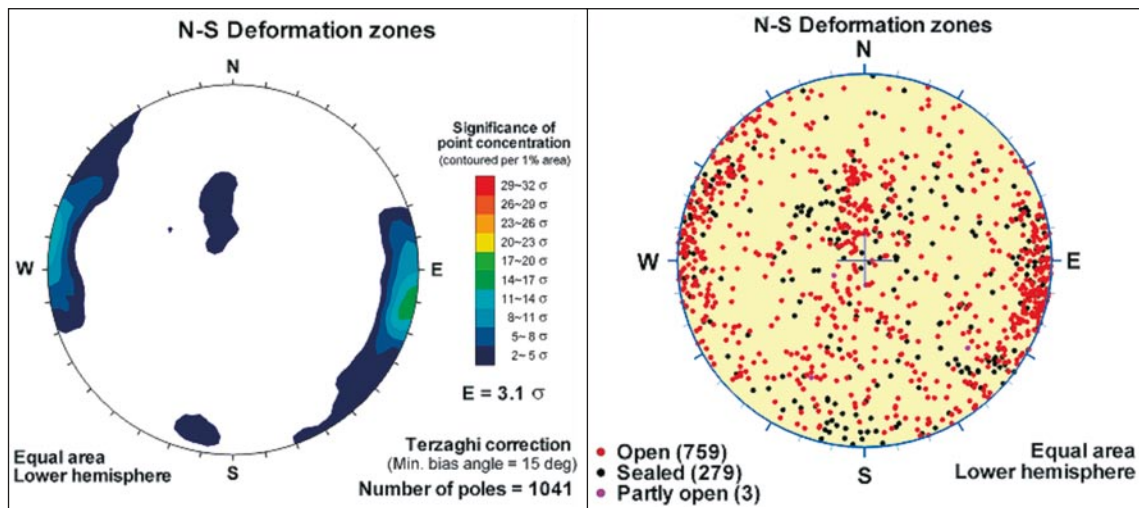 N-S Deformation zones
N
Significance of
point concentration
(contoured per 1% area)
29~32 σ
26~29 σ
23~26 σ
20~23 σ
17~20 σ
14~17 σ
11~14 σ
8~11 σ
5~8 σ
2~5 σ
W
E
E = 3.1 σ
Equal area
Lower hemisphere
S
Terzaghi correction
(Min. bias angle = 15 deg)
Number of poles = 1041
N-S Deformation zones
N
W
E
S
Open (759)
Sealed (279)
Partly open (3)
Equal area
Lower hemisphere